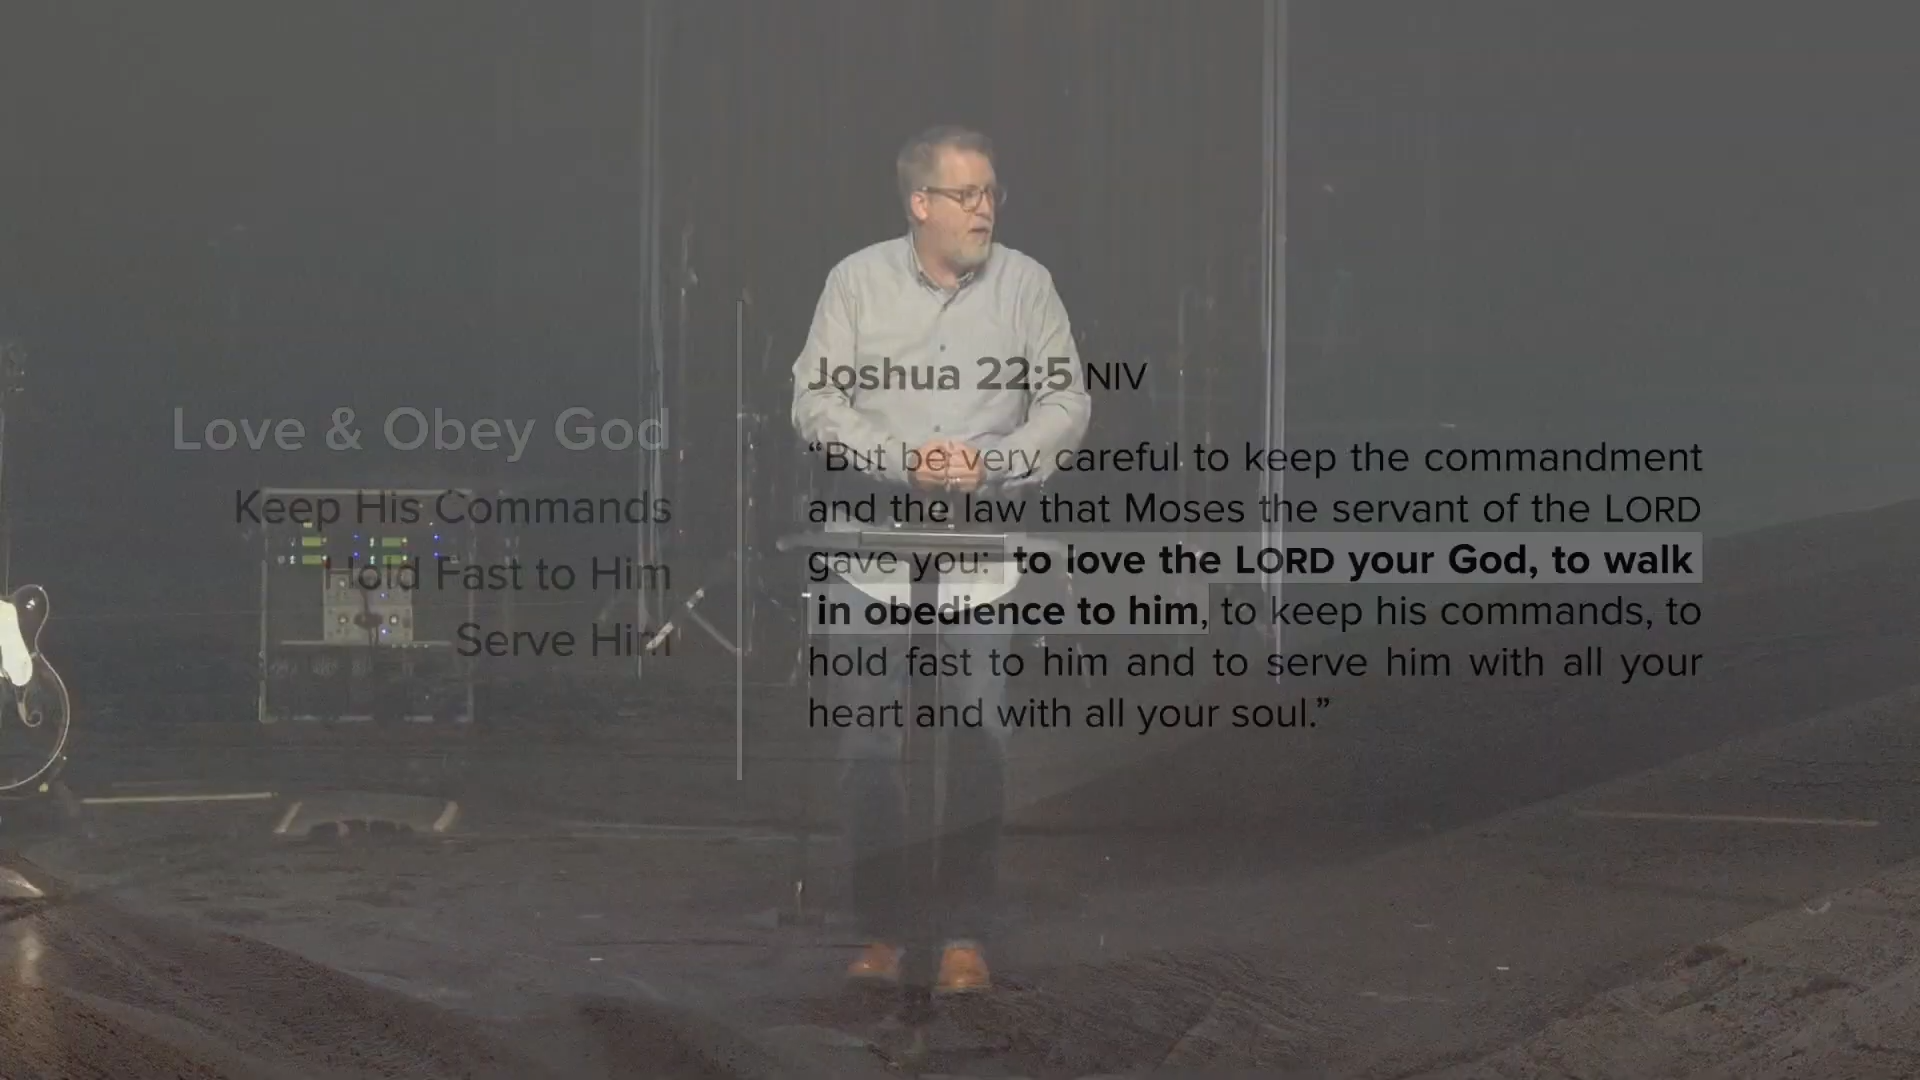 Love & Obey God
Keep His Commands
Hold Fast to Him
Serve Him
Joshua 22:5 NIV
“But be very careful to keep the commandment
and the law that Moses the servant of the LORD
gave you: to love the LORD your God, to walk
in obedience to him, to keep his commands, to
hold fast to him and to serve him with all your
heart and with all your soul.”